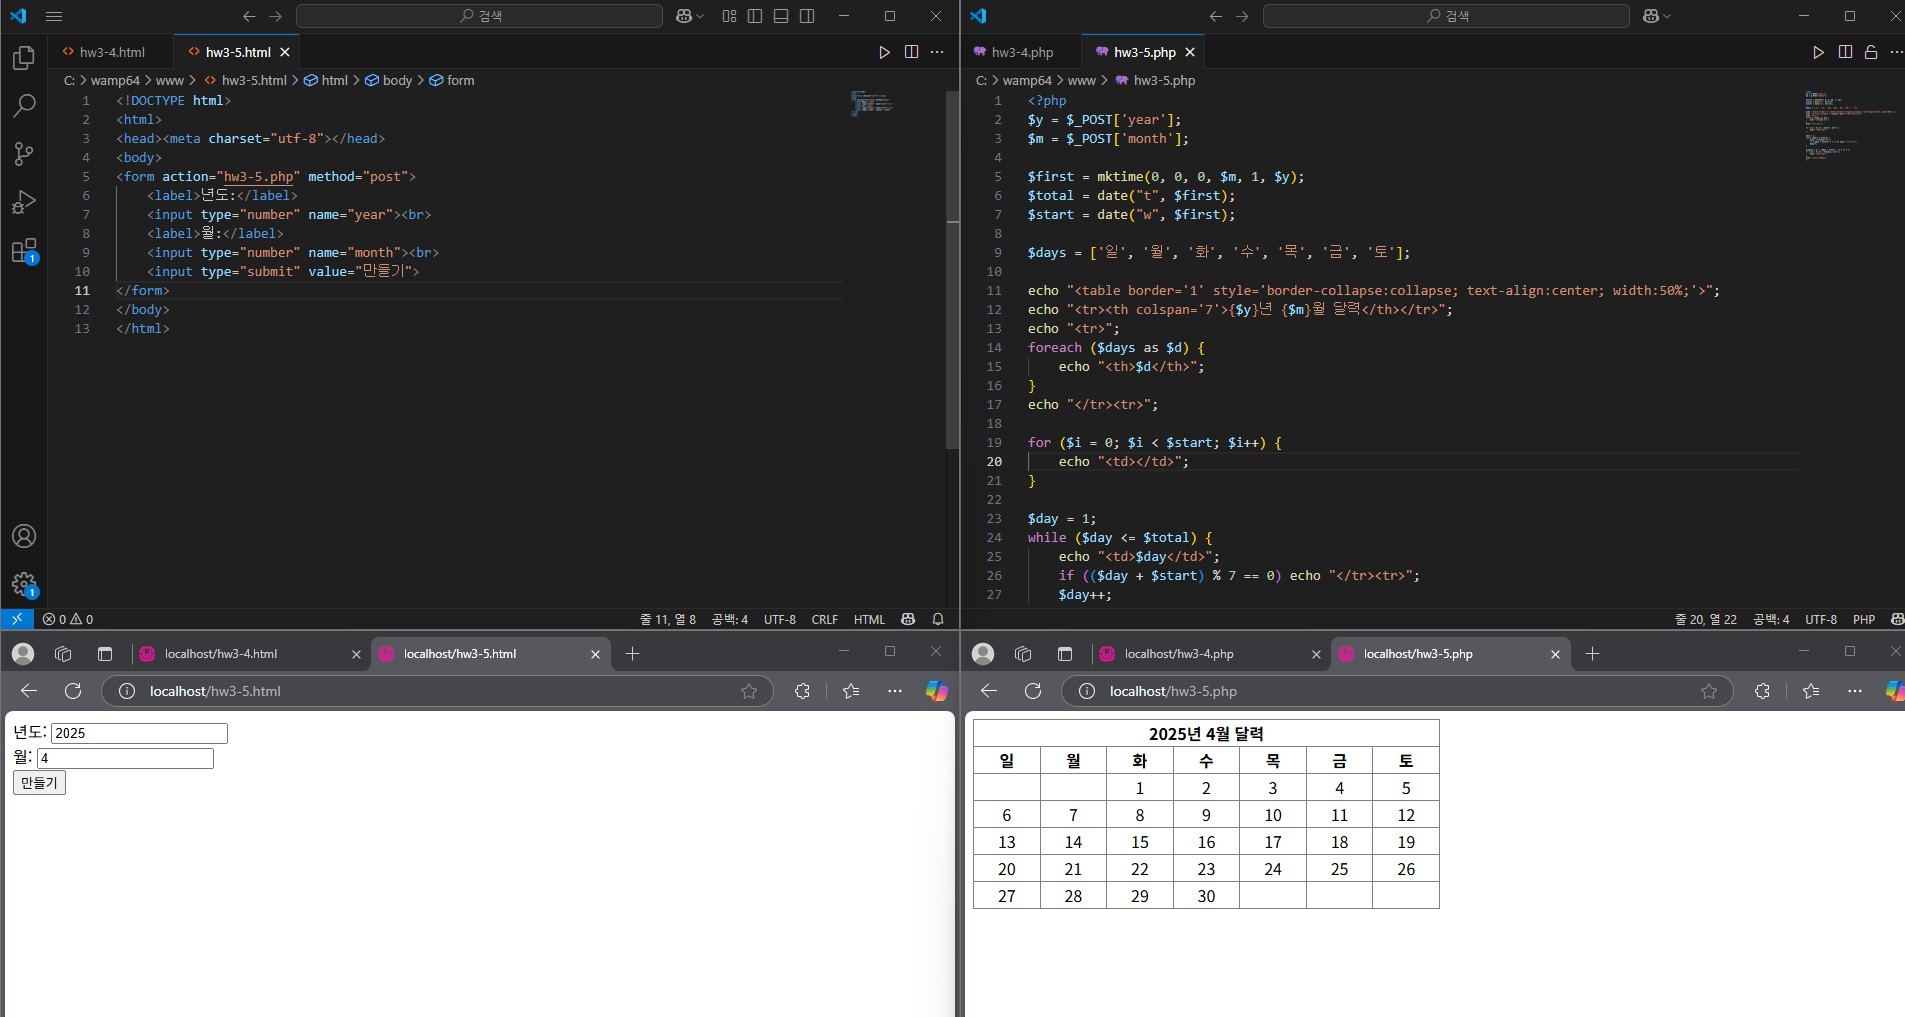 검색
hw3-4.html
hw3-5.html
C: > wamp64 > www > hw3-5.html > html > body > form
1 <!DOCTYPE html>
2 <html>
3 <head><meta charset="utf-8"></head>
4 <body>
5 <form action="hw3-5.php" method="post">
6 <label>년도:</label>
7 <input type="number" name="year"><br>
8 <label>월:</label>
9 <input type="number" name="month"><br>
10 <input type="submit" value="만들기">
11 </form>
12 </body>
13 </html>
1
1
0 0
줄 11, 열 8 공백: 4 UTF-8 CRLF HTML
검색
hw3-4.php
hw3-5.php
C: > wamp64 > www > hw3-5.php
1 <?php
2 $y = $_POST['year'];
3 $m = $_POST['month'];
4
5 $first = mktime(0, 0, 0, $m, 1, $y);
6 $total = date("t", $first);
7 $start = date("w", $first);
8
9 $days = ['일', '월', '화', '수', '목', '금', '토'];
10
11 echo "<table border='1' style='border-collapse:collapse; text-align:center; width:50%;'>";
12 echo "<tr><th colspan='7'>{$y}년 {$m}월 달력</th></tr>";
13 echo "<tr>";
14 foreach ($days as $d) {
15 echo "<th>$d</th>";
16 }
17 echo "</tr><tr>";
18
19 for ($i = 0; $i < $start; $i++) {
20 echo "<td></td>";
21 }
22
23 $day = 1;
24 while ($day <= $total) {
25 echo "<td>$day</td>";
26 if (($day + $start) % 7 == 0) echo "</tr><tr>";
27 $day++;
줄 20, 열 22 공백: 4 UTF-8 PHP
localhost/hw3-4.html
localhost/hw3-5.html
localhost/hw3-5.html
년도: 2025
월: 4
만들기
localhost/hw3-4.php
localhost/hw3-5.php
localhost/hw3-5.php
2025년 4월 달력
일 월 화 수 목 금 토
1 2 3 4 5
6 7 8 9 10 11 12
13 14 15 16 17 18 19
20 21 22 23 24 25 26
27 28 29 30